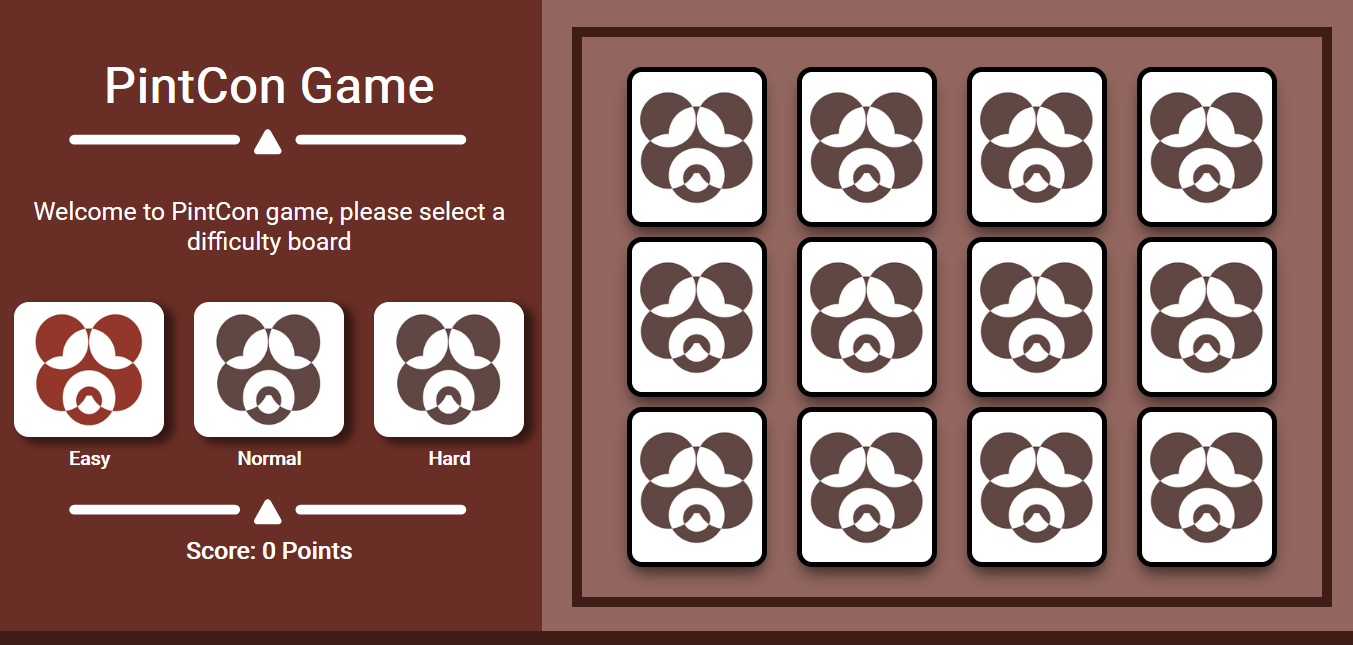 PintCon Game
Welcome to PintCon game, please select a
difficulty board
Easy
Normal
Hard
Score: 0 Points